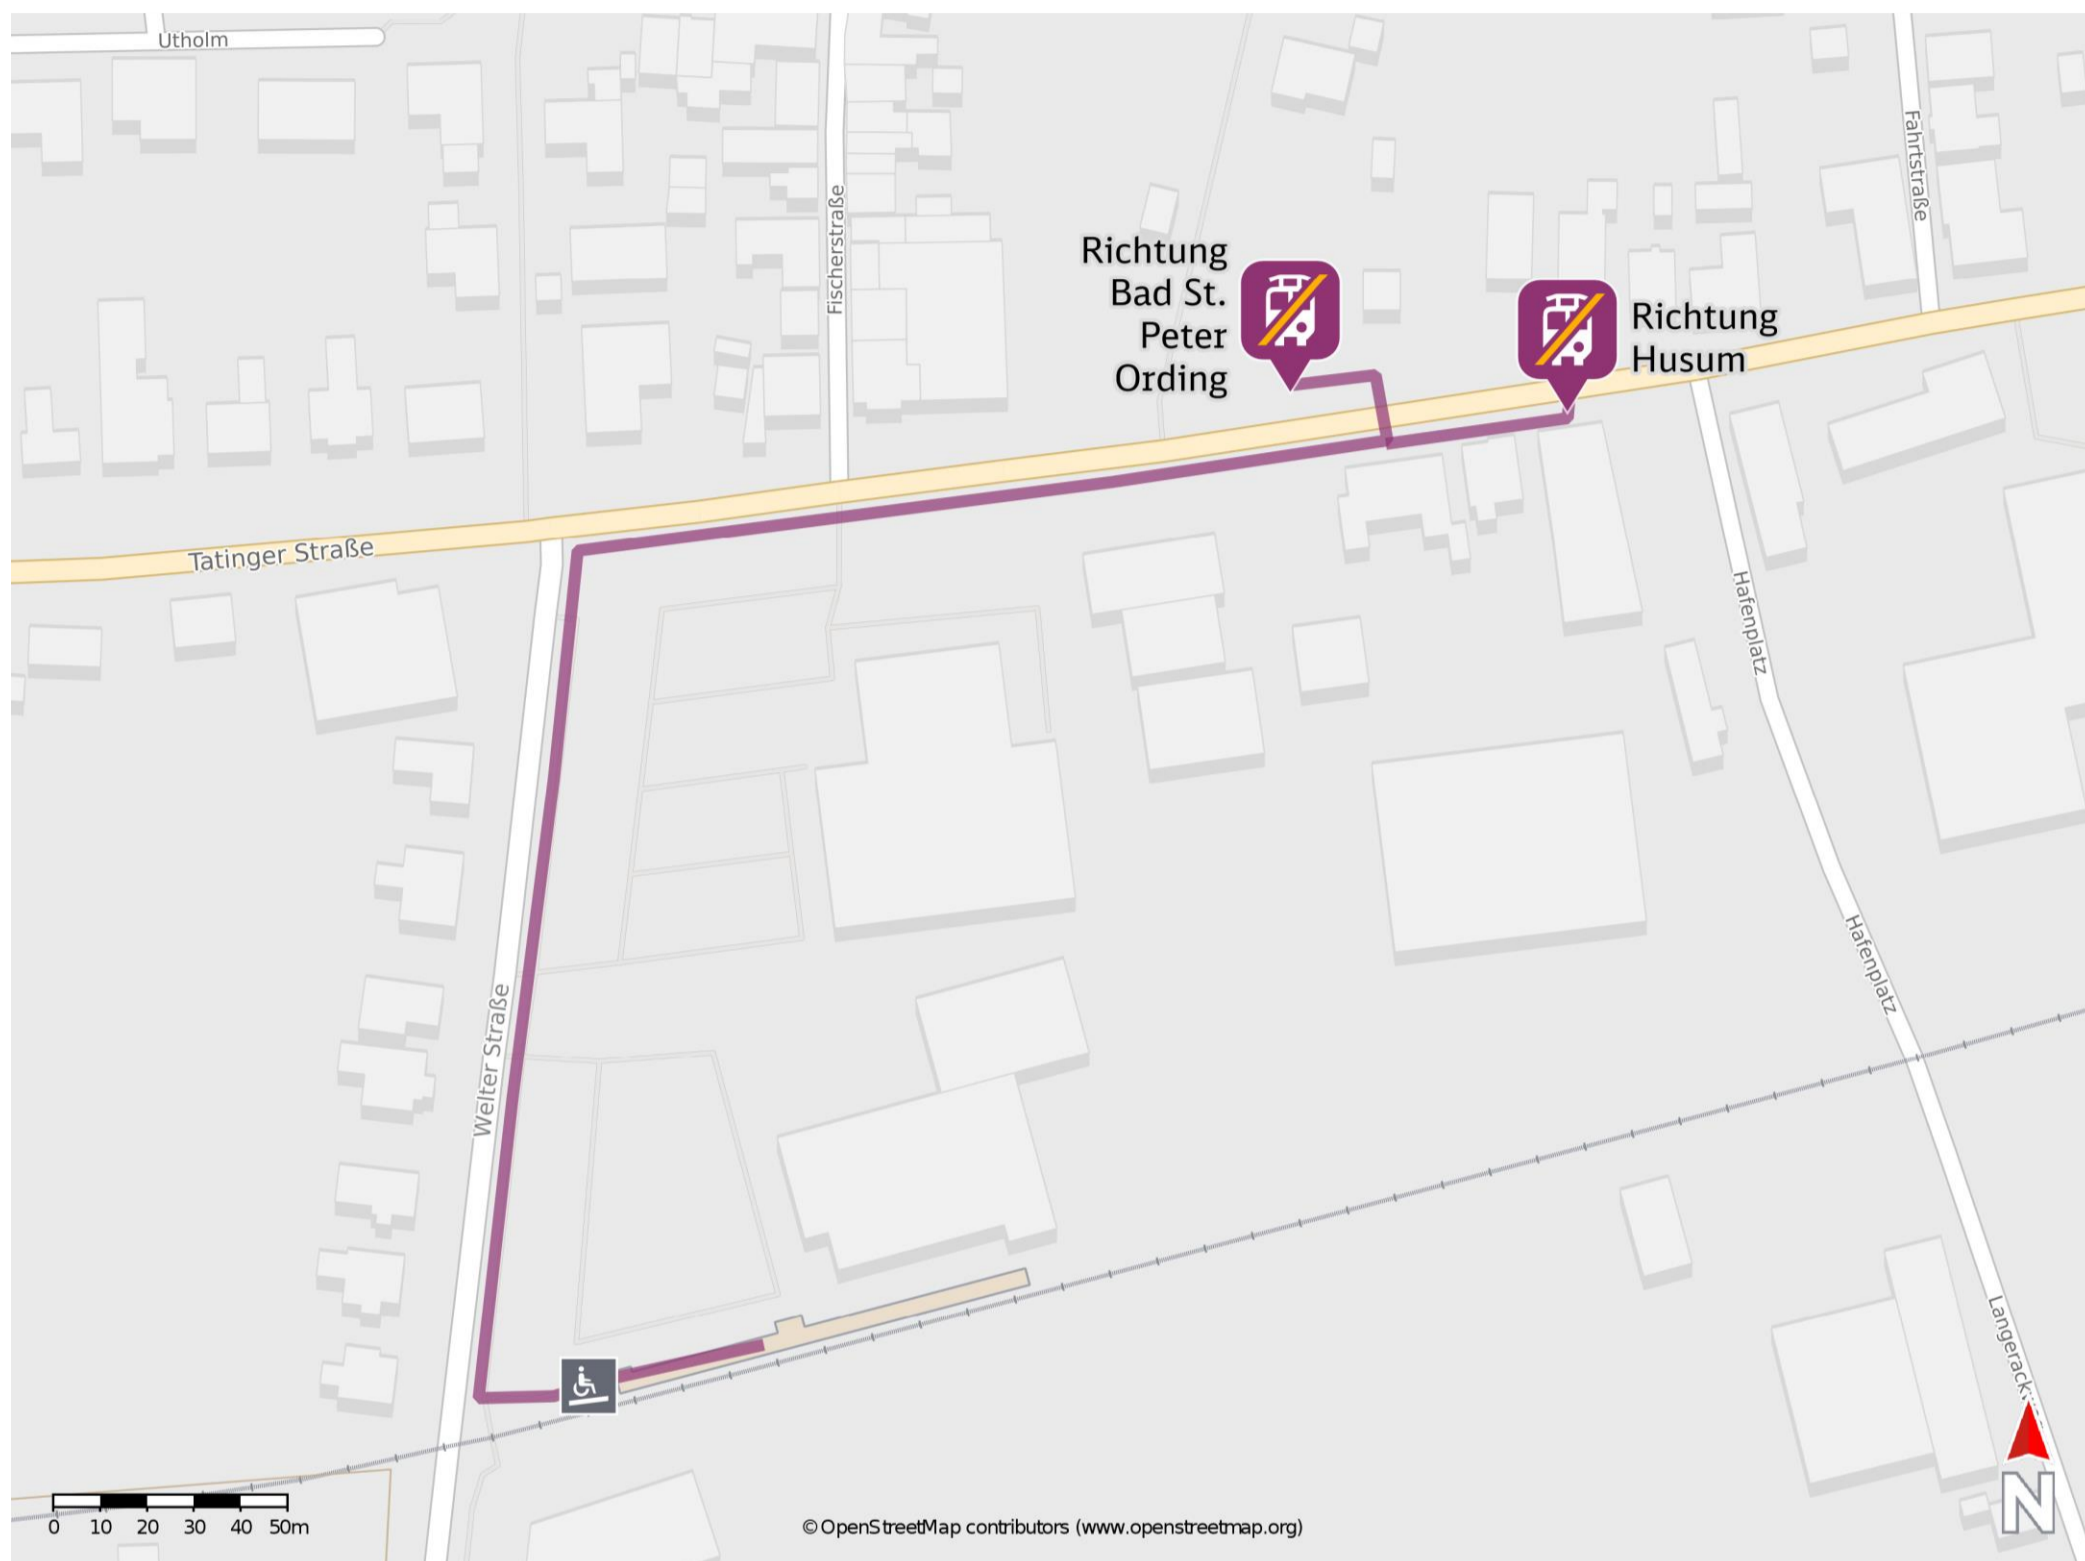 Utholm
Fischerstraße
Fahrtstraße
Richtung
Bad St.
Peter
Ording
Richtung
Husum
Tatinger Straße
Hafenplatz
Hafenplatz
Welter Straße
0 10 20 30 40 50m
© OpenStreetMap contributors (www.openstreetmap.org)
N